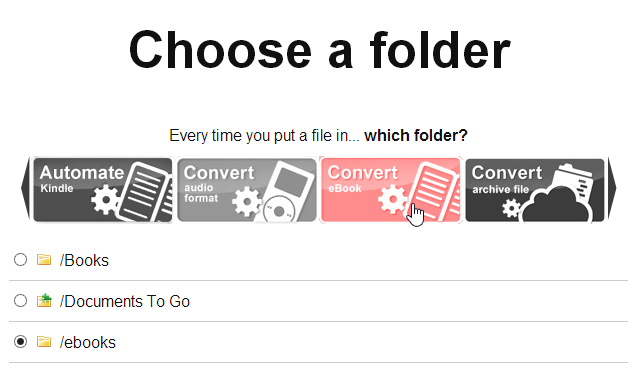 Choose a folder
Every time you put a file in... which folder?
Automate
Kindle
Convert
audio
format
Convert
eBook
Convert
archive file
/Books
/Documents To Go
/ebooks